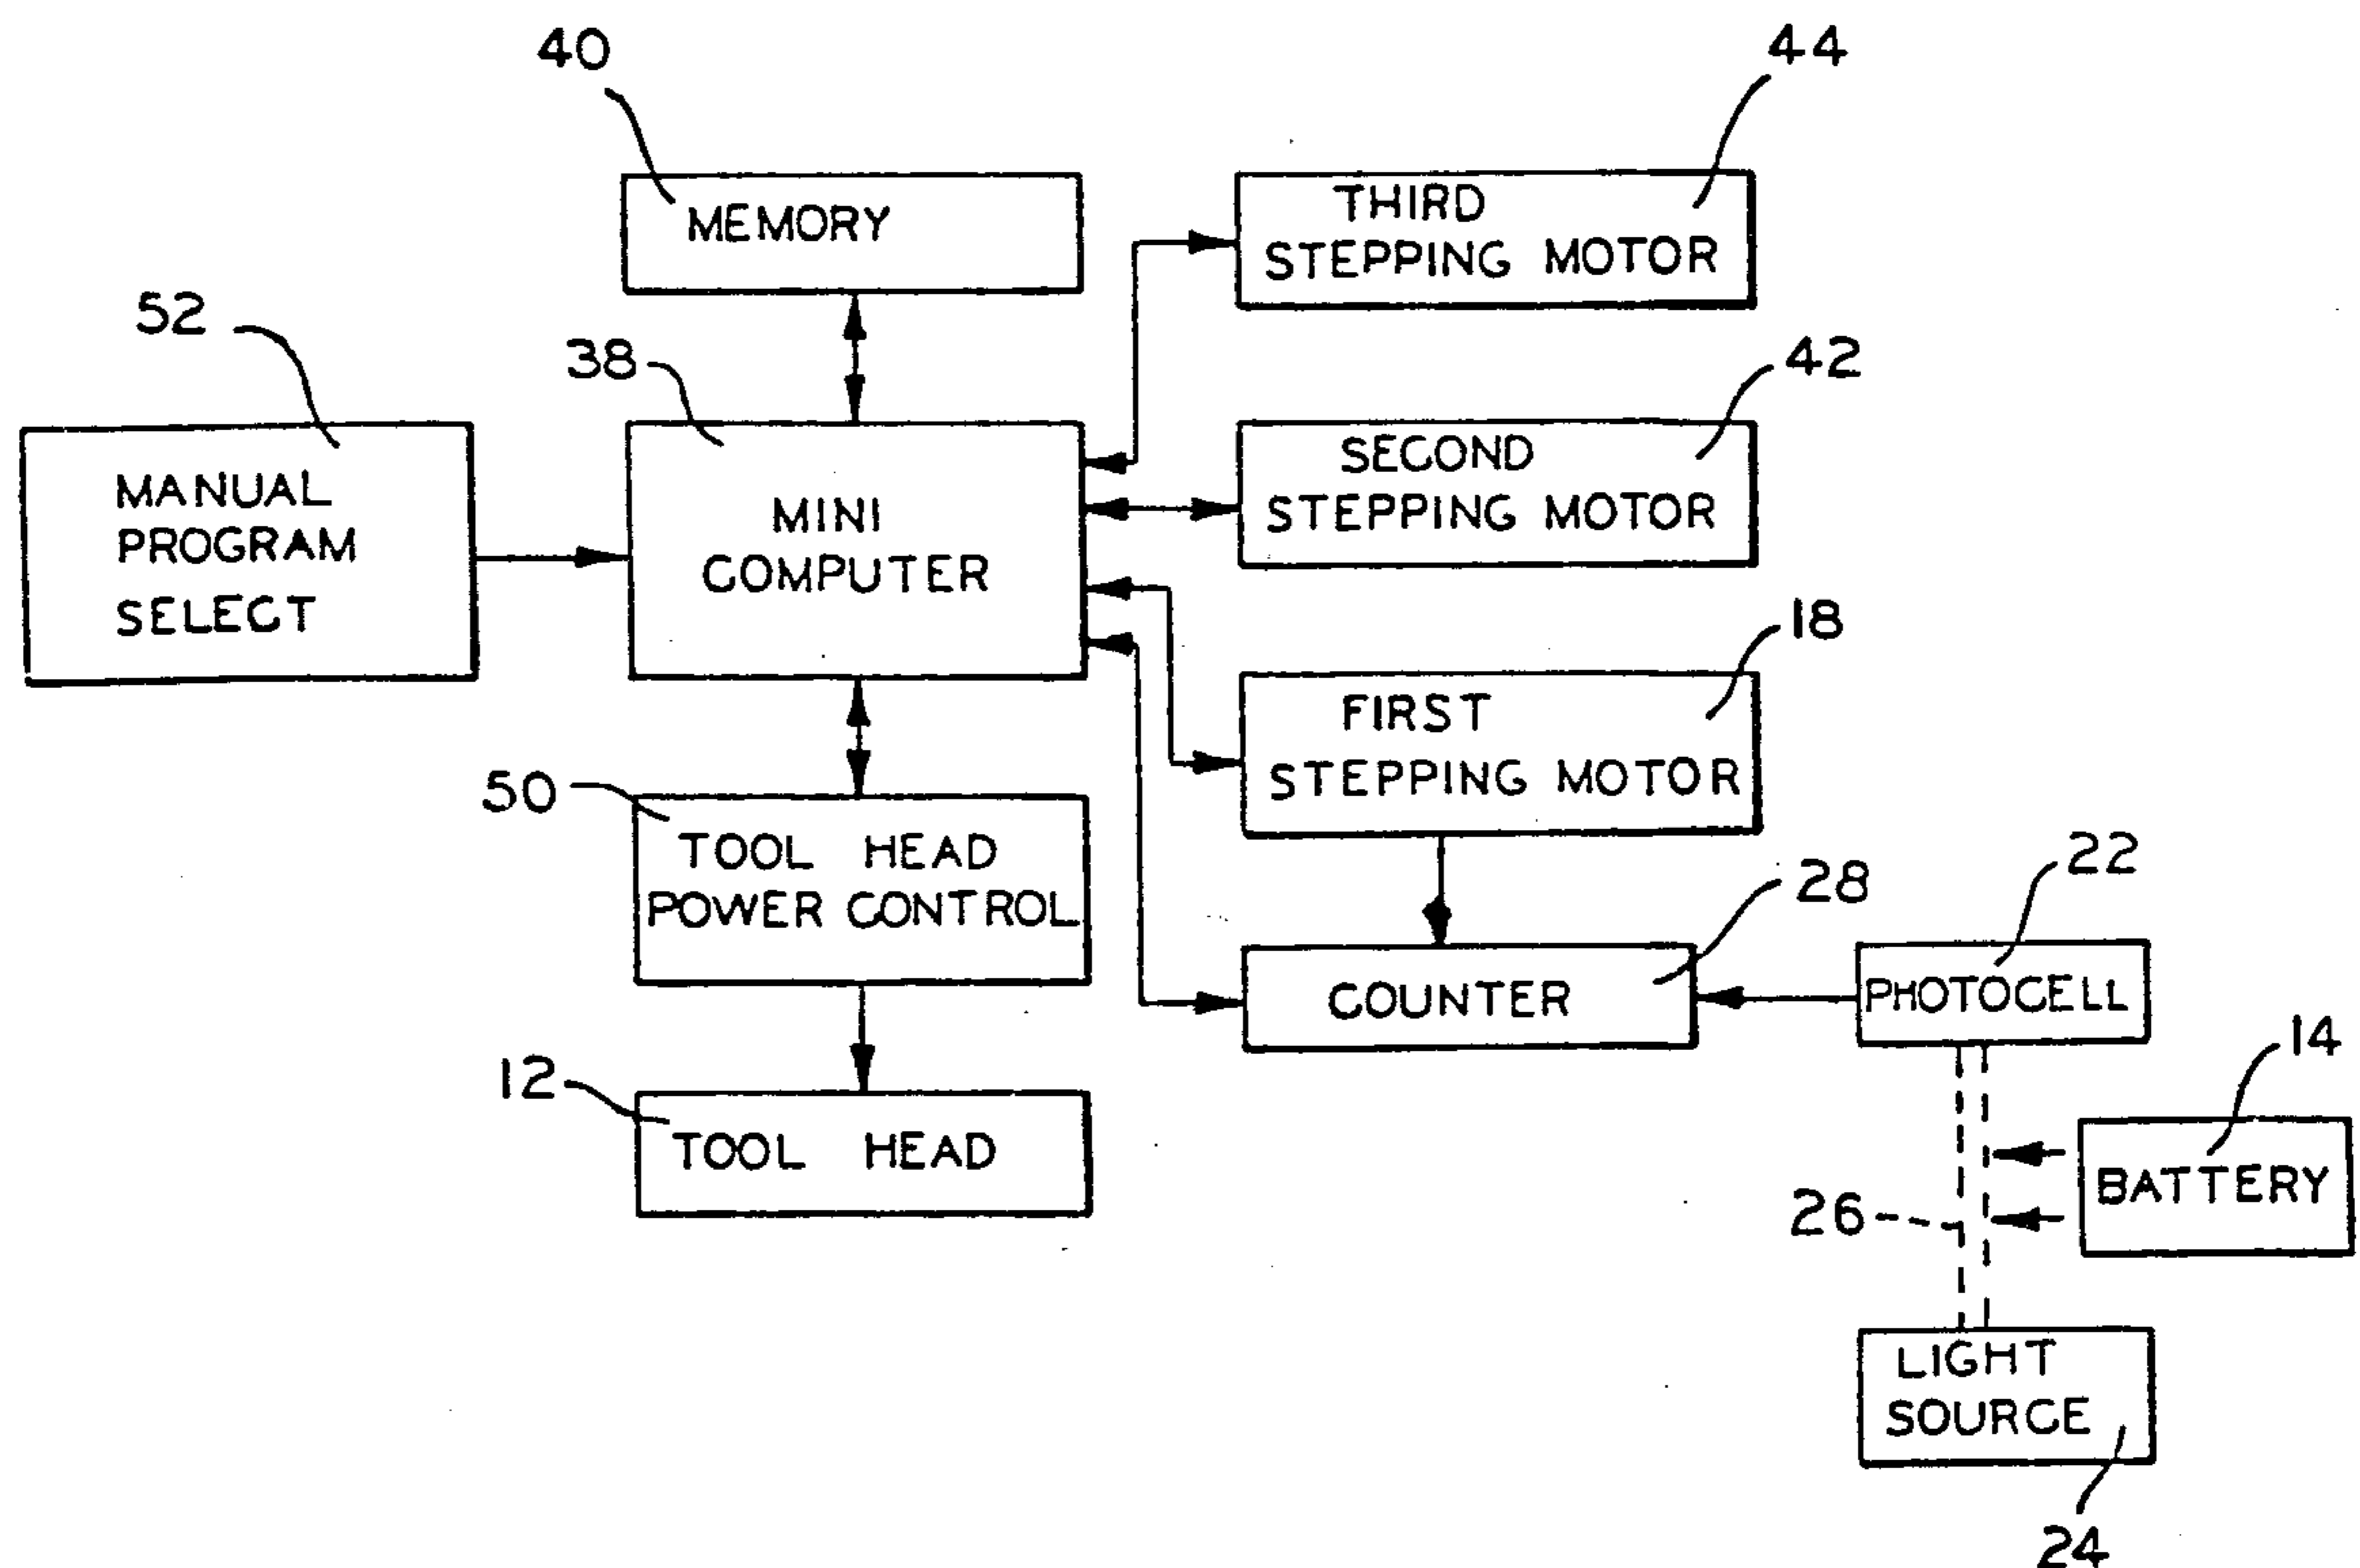 40
44
MEMORY
THIRD
STEPPING MOTOR
52
38
42
MANUAL
PROGRAM
SELECT
MINI
COMPUTER
SECOND
STEPPING MOTOR
18
FIRST
STEPPING MOTOR
50
TOOL HEAD
POWER CONTROL
28
22
COUNTER
PHOTOCELL
14
12
TOOL HEAD
BATTERY
26
LIGHT
SOURCE
24